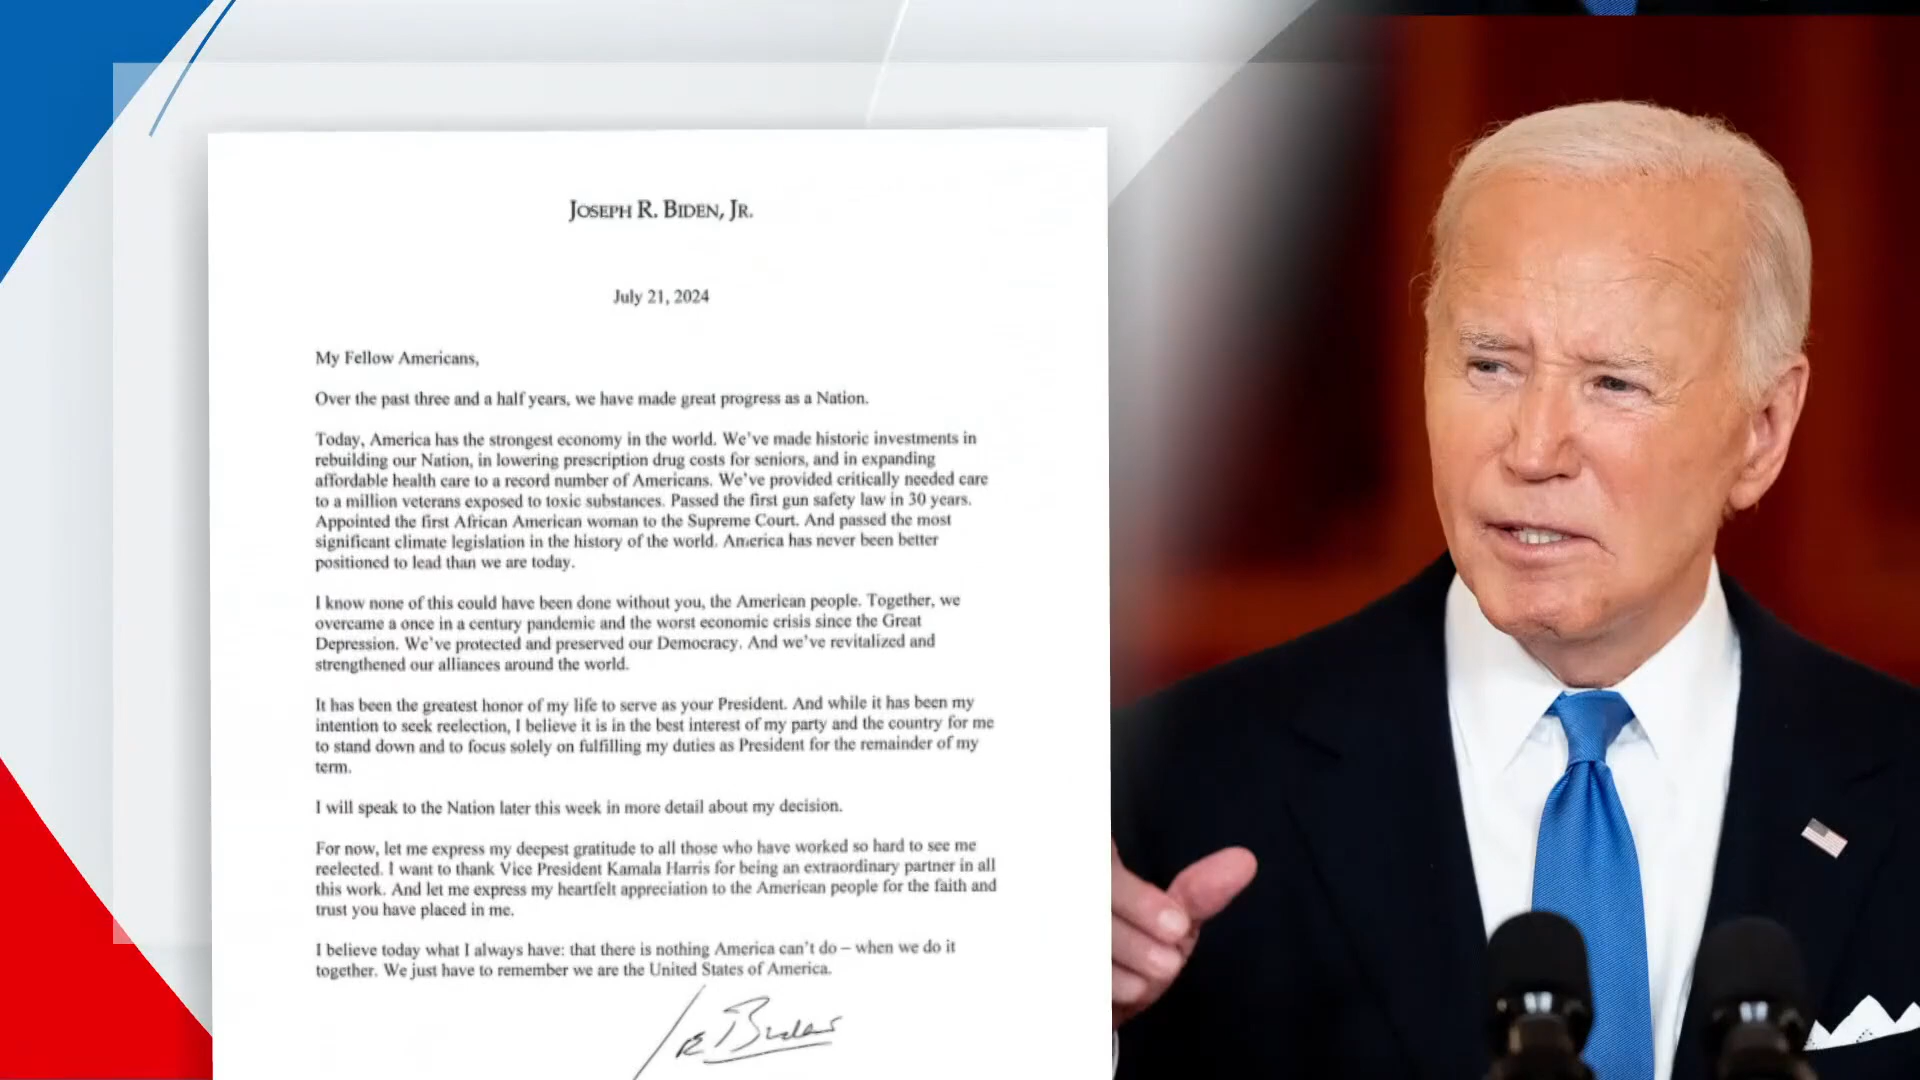 JOSEPH R. BIDEN, JR.
July 21, 2024
My Fellow Americans,
Over the past three and a half years, we have made great progress as a Nation.
Today, America has the strongest economy in the world. We've made historic investments in
rebuilding our Nation, in lowering prescription drug costs for seniors, and in expanding
affordable health care to a record number of Americans. We've provided critically needed care
to a million veterans exposed to toxic substances. Passed the first gun safety law in 30 years.
Appointed the first African American woman to the Supreme Court. And passed the most
significant climate legislation in the history of the world. America has never been better
positioned to lead than we are today.
I know none of this could have been done without you, the American people. Together, we
overcame a once in a century pandemic and the worst economic crisis since the Great
Depression. We've protected and preserved our Democracy. And we've revitalized and
strengthened our alliances around the world.
It has been the greatest honor of my life to serve as your President. And while it has been my
intention to seek reelection, I believe it is in the best interest of my party and the country for me
to stand down and to focus solely on fulfilling my duties as President for the remainder of my
term.
I will speak to the Nation later this week in more detail about my decision.
For now, let me express my deepest gratitude to all those who have worked so hard to see me
reelected. I want to thank Vice President Kamala Harris for being an extraordinary partner in all
this work. And let me express my heartfelt appreciation to the American people for the faith and
trust you have placed in me.
I believe today what I always have: that there is nothing America can't do – when we do it
together. We just have to remember we are the United States of America.
Joe Biden